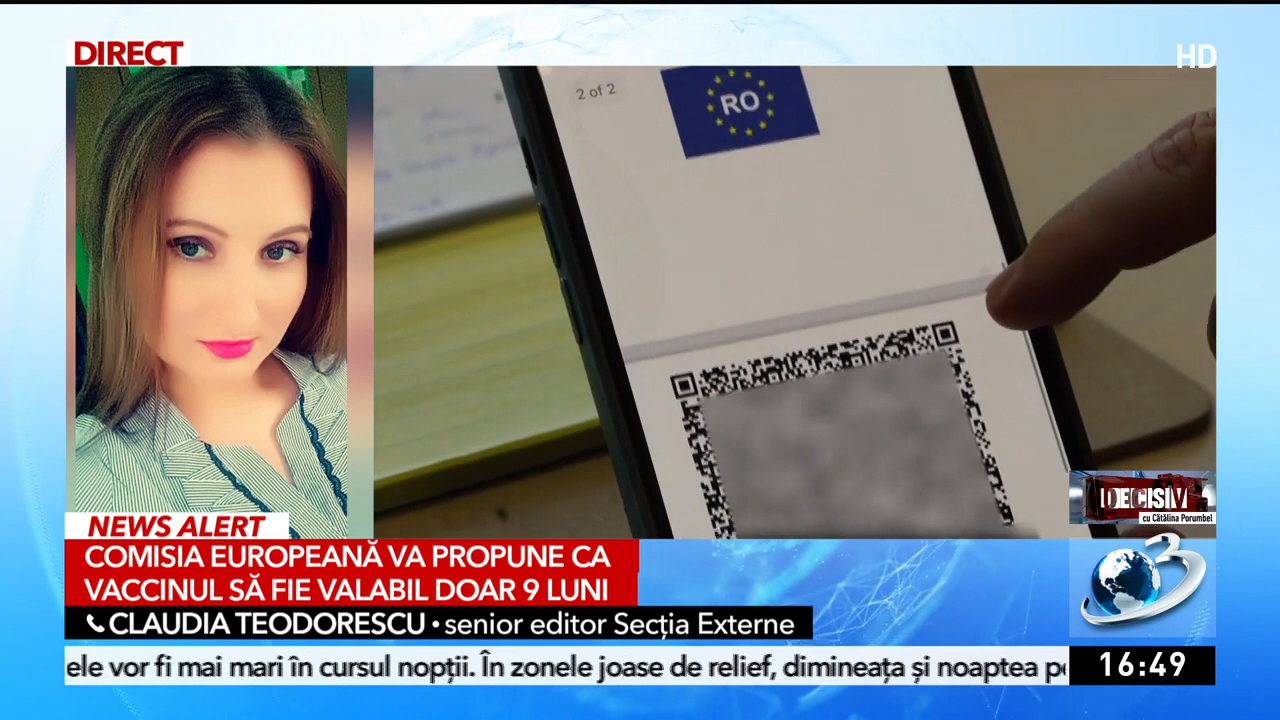 DIRECT
HD
2 of 2
RO
DECISIV
cu Cătălina Porumbel
NEWS ALERT
COMISIA EUROPEANĂ VA PROPUNE CA
VACCINUL SĂ FIE VALABIL DOAR 9 LUNI
CLAUDIA TEODORESCU • senior editor Secția Externe
3
ele vor fi mai mari în cursul nopții. În zonele joase de relief, dimineața și noaptea pe
16:49